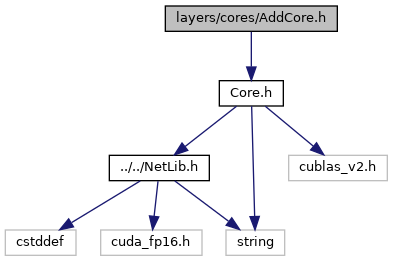 layers/cores/AddCore.h
Core.h
../../NetLib.h
cublas_v2.h
cstddef
cuda_fp16.h
string